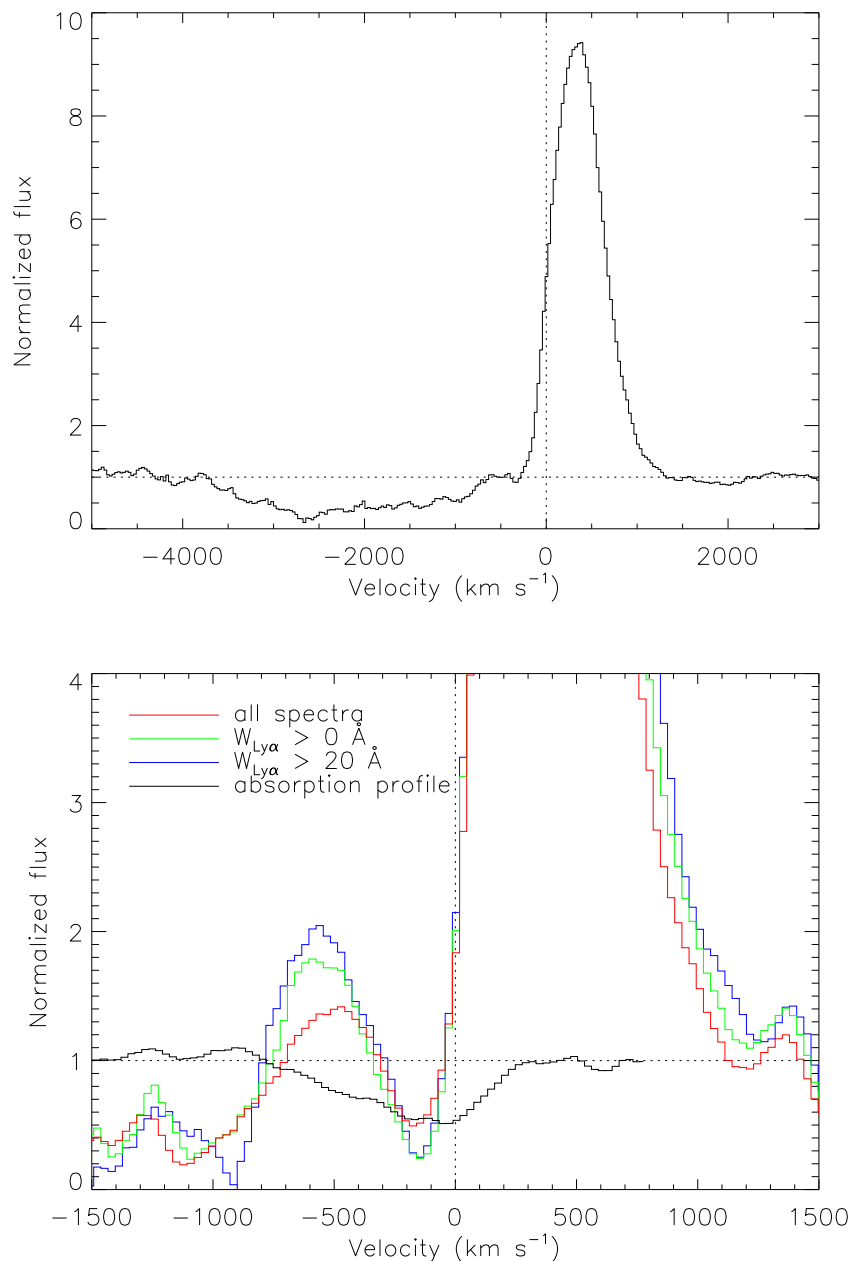 10
8
6
4
2
0
Normalized flux
−4000 −2000 0 2000
Velocity (km s⁻¹)
4
3
2
1
0
Normalized flux
all spectra
W_Lyα > 0 Å
W_Lyα > 20 Å
absorption profile
−1500 −1000 −500 0 500 1000 1500
Velocity (km s⁻¹)